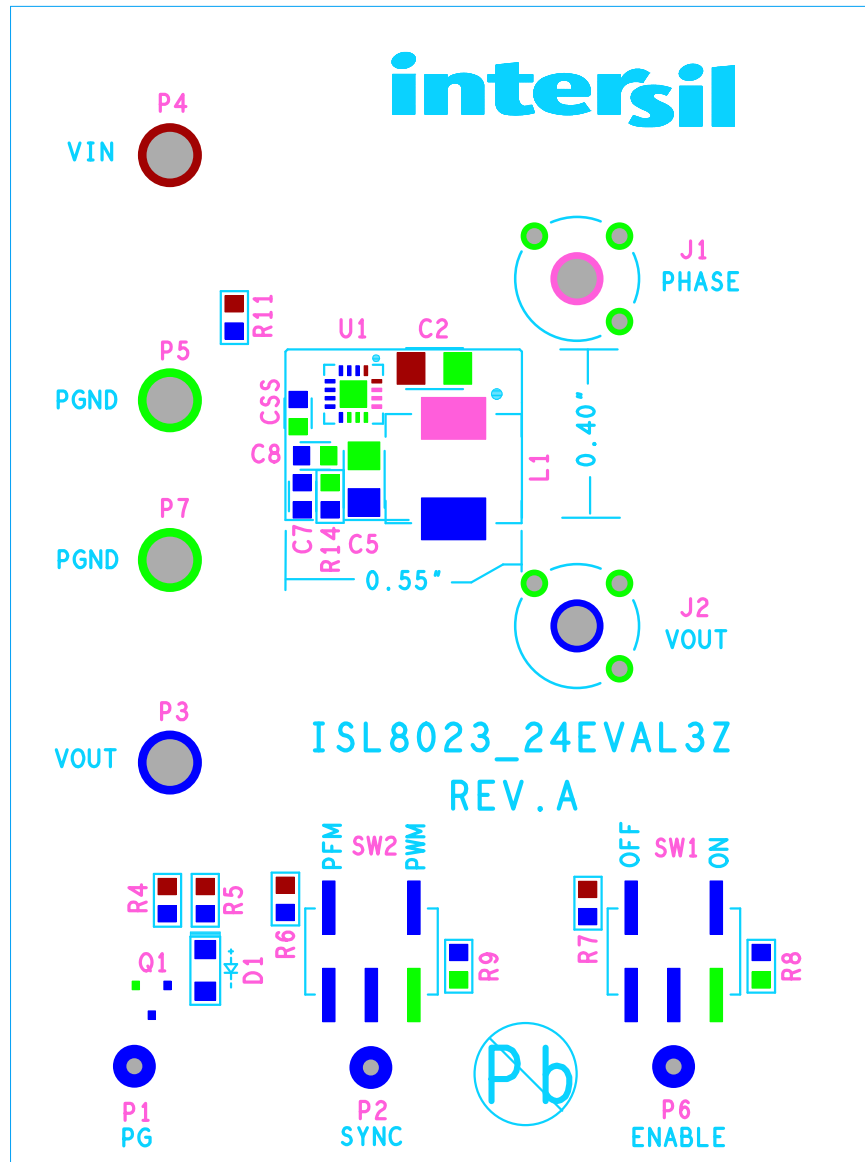 intersil
P4
VIN
J1
PHASE
R11
U1
C2
P5
PGND
CSS
C8
L1
0.40"
P7
PGND
C7
R14
C5
0.55"
J2
VOUT
P3
VOUT
ISL8023_24EVAL3Z
REV.A
PFM
SW2
PWM
OFF
SW1
ON
R4
R5
R6
R7
Q1
D1
R9
R8
Pb
P1
PG
P2
SYNC
P6
ENABLE